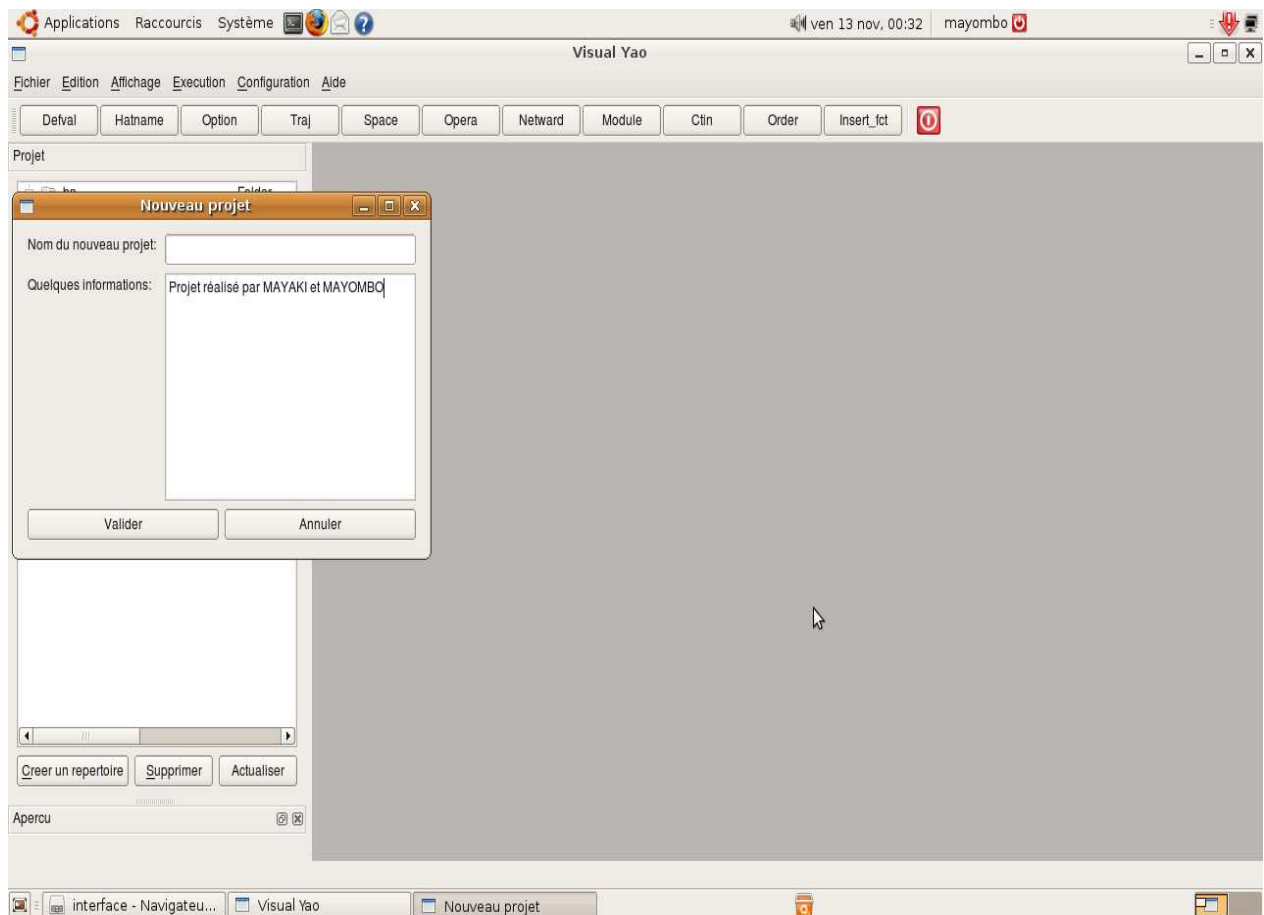 Applications Raccourcis Système ven 13 nov, 00:32 mayombo
Visual Yao
Fichier Edition Affichage Execution Configuration Aide
Defval Hatname Option Traj Space Opera Netward Module Ctin Order Insert_fct
Projet
Nouveau projet
Nom du nouveau projet:
Quelques informations: Projet réalisé par MAYAKI et MAYOMBO
Valider Annuler
Creer un repertoire Supprimer Actualiser
Apercu
interface - Navigateu... Visual Yao Nouveau projet